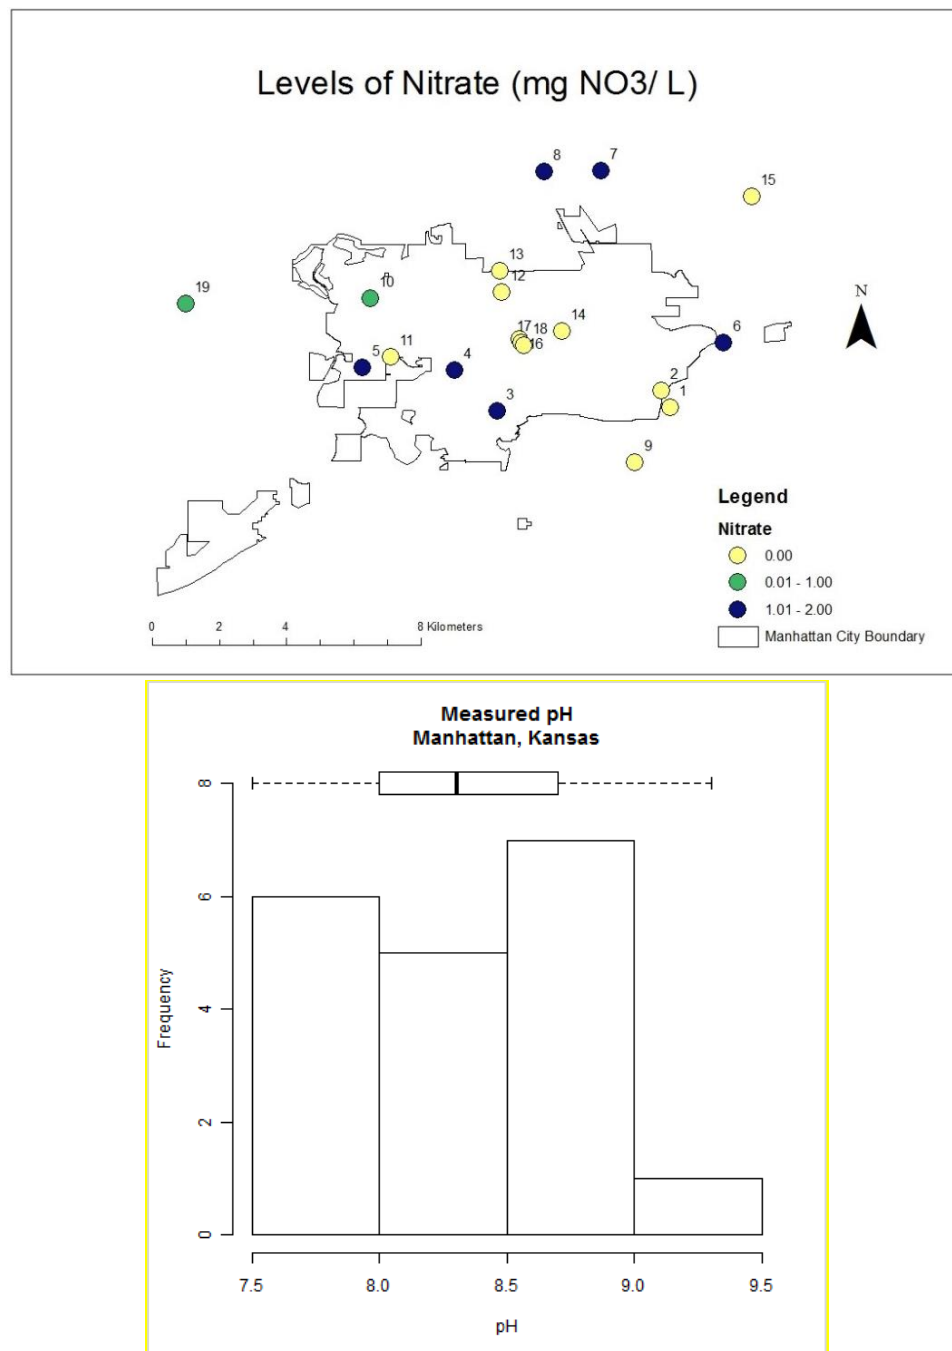 Levels of Nitrate (mg NO3/ L)
8
7
15
13
12
10
19
N
17
18
14
16
6
11
5
4
2
3
1
9
Legend
Nitrate
0.00
0.01 - 1.00
1.01 - 2.00
Manhattan City Boundary
0 2 4 8 Kilometers
Measured pH
Manhattan, Kansas
8
6
4
2
0
Frequency
7.5 8.0 8.5 9.0 9.5
pH